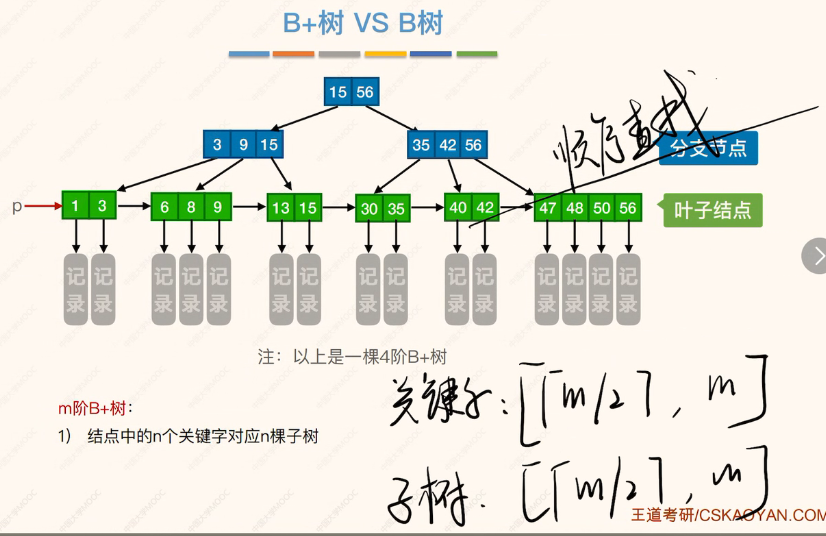 B+树 VS B树
15 56
3 9 15
35 42 56
顺序查找
分支节点
p
1 3
6 8 9
13 15
30 35
40 42
47 48 50 56
叶子结点
记录 记录 记录 记录 记录 记录 记录 记录 记录 记录 记录 记录 记录 记录 记录
注：以上是一棵4阶B+树
关键字：[⌈m/2⌉, m]
m阶B+树：
1) 结点中的n个关键字对应n棵子树
子树. [⌈m/2⌉, m]
王道考研/CSKAOYAN.COM